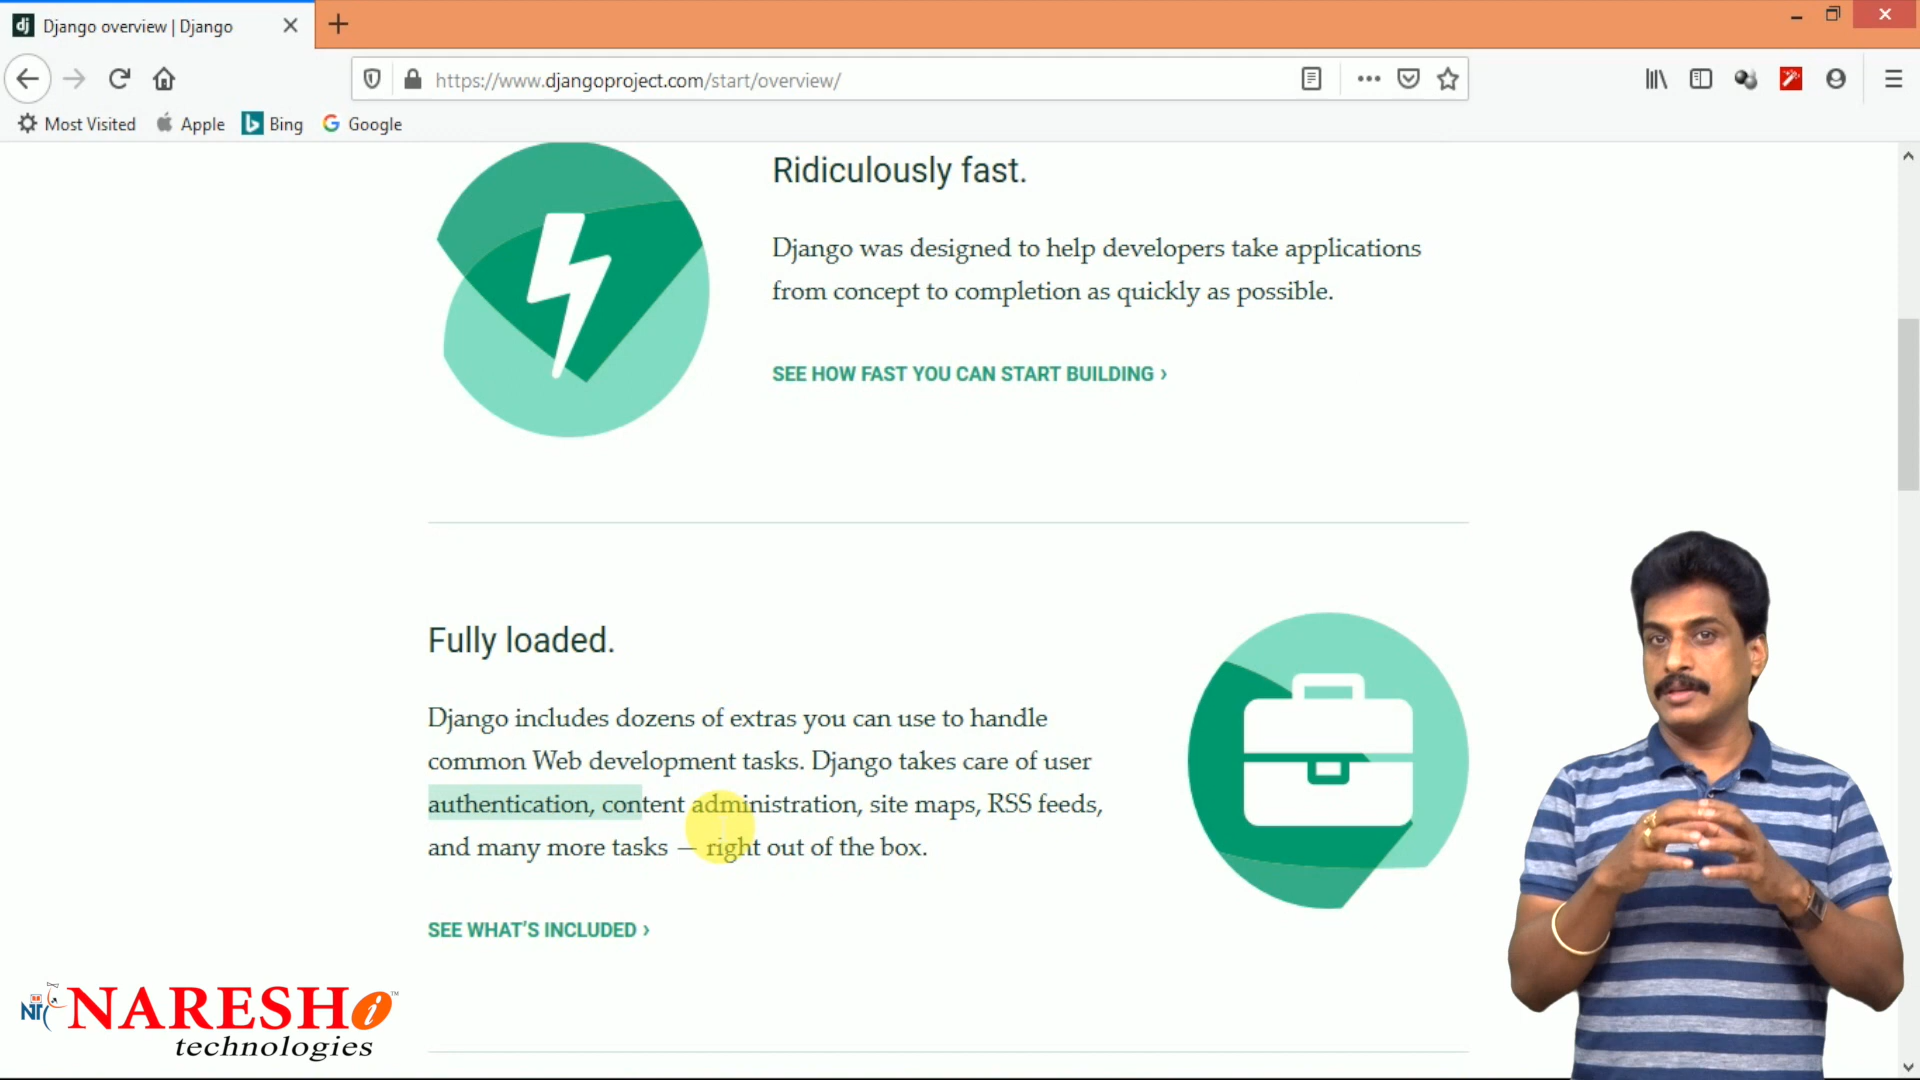 dj Django overview | Django
https://www.djangoproject.com/start/overview/
Most Visited Apple Bing Google
Ridiculously fast.
Django was designed to help developers take applications
from concept to completion as quickly as possible.
SEE HOW FAST YOU CAN START BUILDING ›
Fully loaded.
Django includes dozens of extras you can use to handle
common Web development tasks. Django takes care of user
authentication, content administration, site maps, RSS feeds,
and many more tasks — right out of the box.
SEE WHAT'S INCLUDED ›
NARESH i ™
technologies